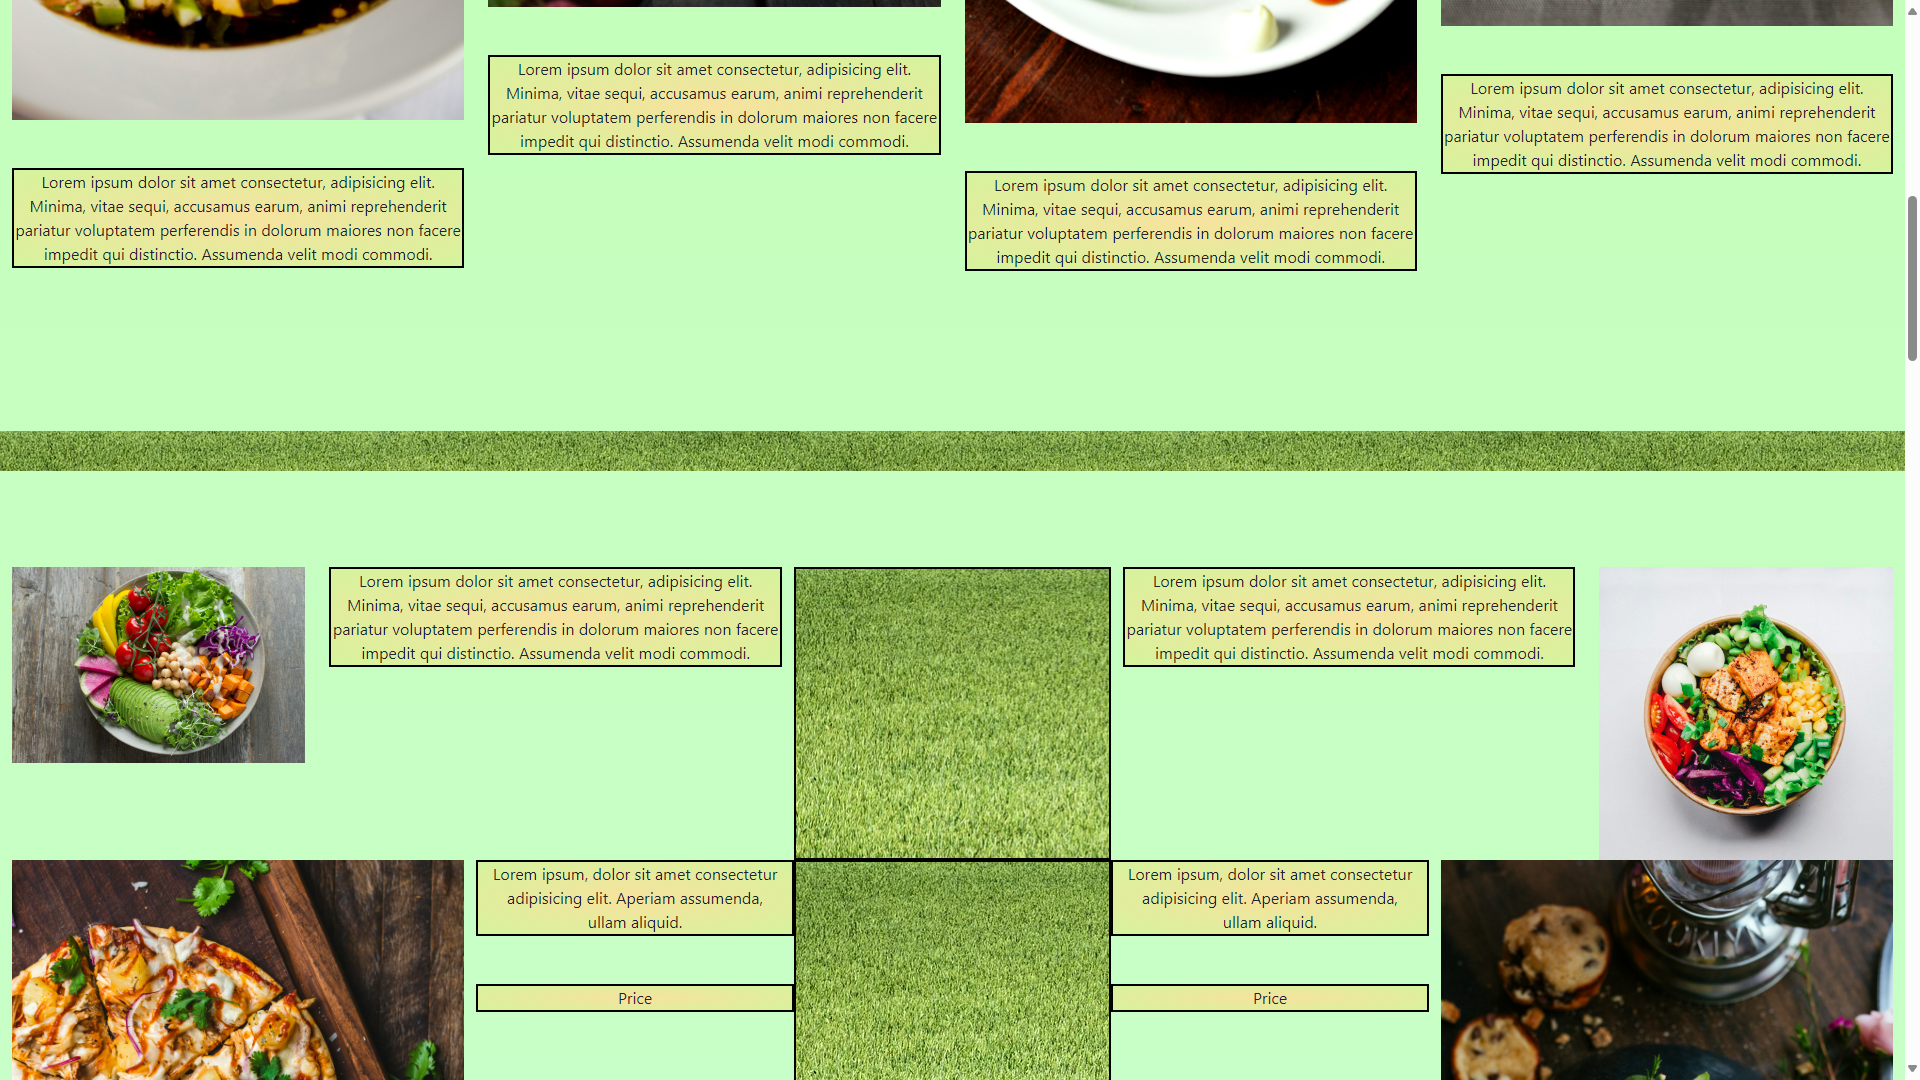 Lorem ipsum dolor sit amet consectetur, adipisicing elit.
Minima, vitae sequi, accusamus earum, animi reprehenderit
pariatur voluptatem perferendis in dolorum maiores non facere
impedit qui distinctio. Assumenda velit modi commodi.
Lorem ipsum dolor sit amet consectetur, adipisicing elit.
Minima, vitae sequi, accusamus earum, animi reprehenderit
pariatur voluptatem perferendis in dolorum maiores non facere
impedit qui distinctio. Assumenda velit modi commodi.
Lorem ipsum dolor sit amet consectetur, adipisicing elit.
Minima, vitae sequi, accusamus earum, animi reprehenderit
pariatur voluptatem perferendis in dolorum maiores non facere
impedit qui distinctio. Assumenda velit modi commodi.
Lorem ipsum dolor sit amet consectetur, adipisicing elit.
Minima, vitae sequi, accusamus earum, animi reprehenderit
pariatur voluptatem perferendis in dolorum maiores non facere
impedit qui distinctio. Assumenda velit modi commodi.
Lorem ipsum dolor sit amet consectetur, adipisicing elit.
Minima, vitae sequi, accusamus earum, animi reprehenderit
pariatur voluptatem perferendis in dolorum maiores non facere
impedit qui distinctio. Assumenda velit modi commodi.
Lorem ipsum dolor sit amet consectetur, adipisicing elit.
Minima, vitae sequi, accusamus earum, animi reprehenderit
pariatur voluptatem perferendis in dolorum maiores non facere
impedit qui distinctio. Assumenda velit modi commodi.
Lorem ipsum, dolor sit amet consectetur
adipisicing elit. Aperiam assumenda,
ullam aliquid.
Price
Lorem ipsum, dolor sit amet consectetur
adipisicing elit. Aperiam assumenda,
ullam aliquid.
Price